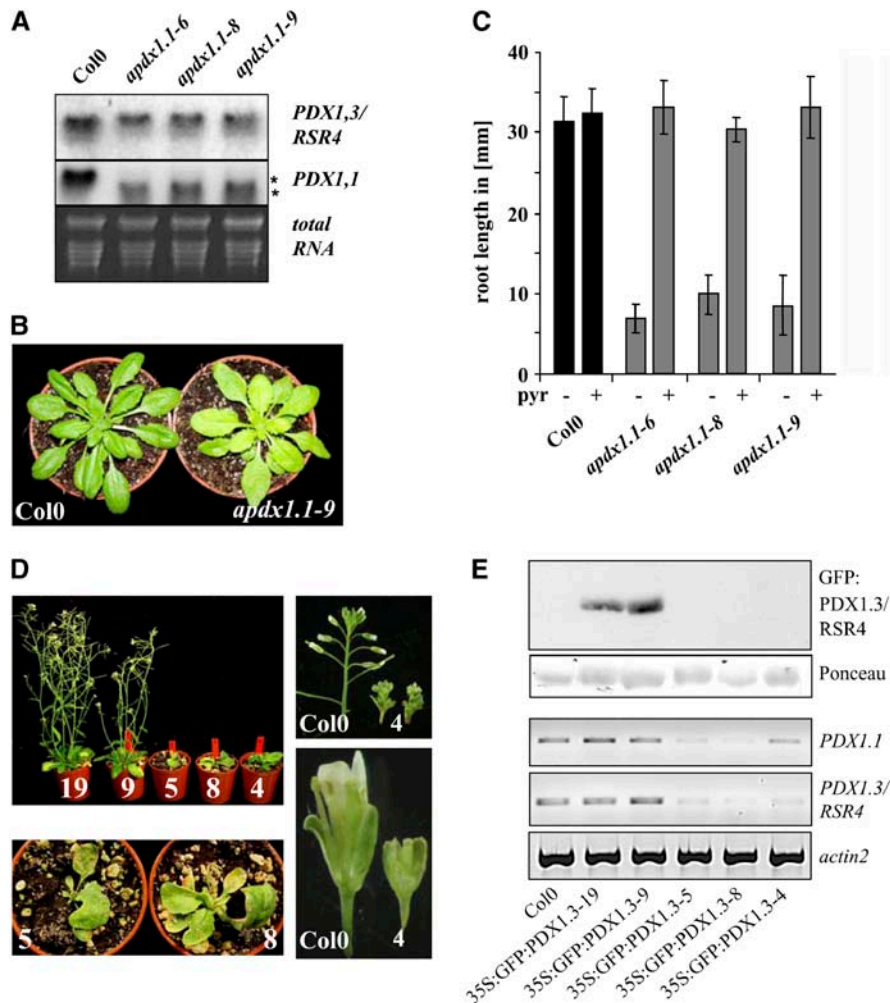 A
Col0
apdx1.1-6
apdx1.1-8
apdx1.1-9
PDX1,3/
RSR4
PDX1,1
*
*
total
RNA
B
Col0
apdx1.1-9
C
root length in [mm]
40
30
20
10
0
pyr - + - + - + - +
Col0
apdx1.1-6
apdx1.1-8
apdx1.1-9
D
19 9 5 8 4
5 8
Col0 4
Col0 4
E
GFP:
PDX1.3/
RSR4
Ponceau
PDX1.1
PDX1.3/
RSR4
actin2
Col0
35S:GFP:PDX1.3-19
35S:GFP:PDX1.3-9
35S:GFP:PDX1.3-5
35S:GFP:PDX1.3-8
35S:GFP:PDX1.3-4